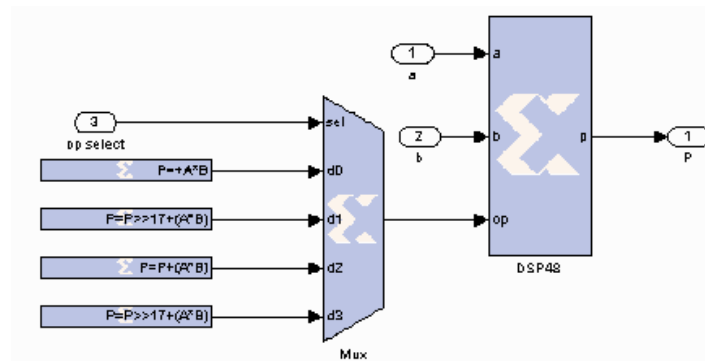 1
a
a
3
op select
sel
2
b
b
p
1
P
P=+A*B
d0
P=P>>17+(A*B)
d1
op
P=P+(A*B)
d2
DSP48
P=P>>17+(A*B)
d3
Mux